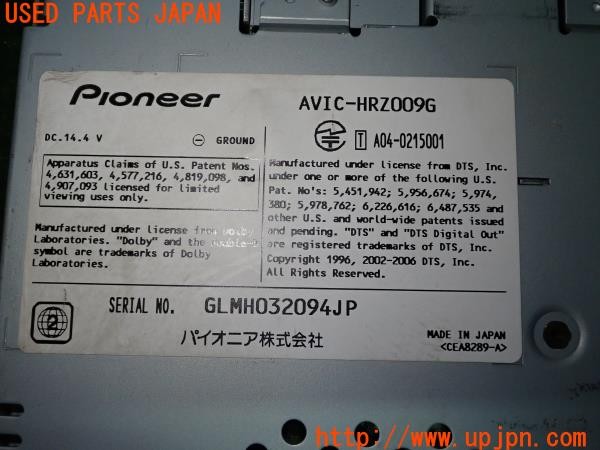 USED PARTS JAPAN
Pioneer
AVIC-HRZ009G
DC.14.4 V
GROUND
T A04-0215001
Apparatus Claims of U.S. Patent Nos.
4,631,603, 4,577,216, 4,819,098, and
4,907,093 licensed for limited
viewing uses only.
Manufactured under license from Dolby
Laboratories. "Dolby" and the double-D
symbol are trademarks of Dolby
Laboratories.
Manufactured under license from DTS, Inc.
under one or more of the following U.S.
Pat. No's: 5,451,942; 5,956,674; 5,974,
380; 5,978,762; 6,226,616; 6,487,535 and
other U.S. and world-wide patents issued
and pending. "DTS" and "DTS Digital Out"
are registered trademarks of DTS, Inc.
Copyright 1996, 2002-2006 DTS, Inc.
All Rights Reserved.
2
SERIAL NO. GLMH032094JP
パイオニア株式会社
MADE IN JAPAN
<CEA8289-A>
UPJ http://www.upjpn.com